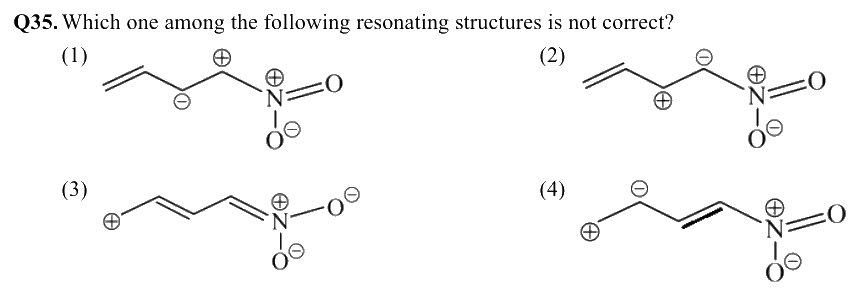 Q35. Which one among the following resonating structures is not correct?
(1) (2)
⊕ ⊖
⊕ O ⊕ O
N N
⊖ ⊕
O⊖ O⊖
(3) (4)
⊖ ⊖
⊕ O ⊕ O
⊕ N ⊕ N
O⊖ O⊖